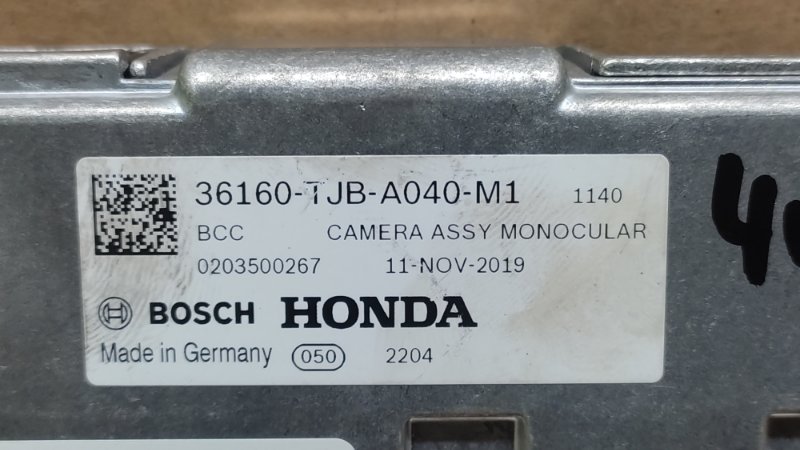 36160-TJB-A040-M1 1140
BCC CAMERA ASSY MONOCULAR
0203500267 11-NOV-2019
BOSCH HONDA
Made in Germany 050 2204